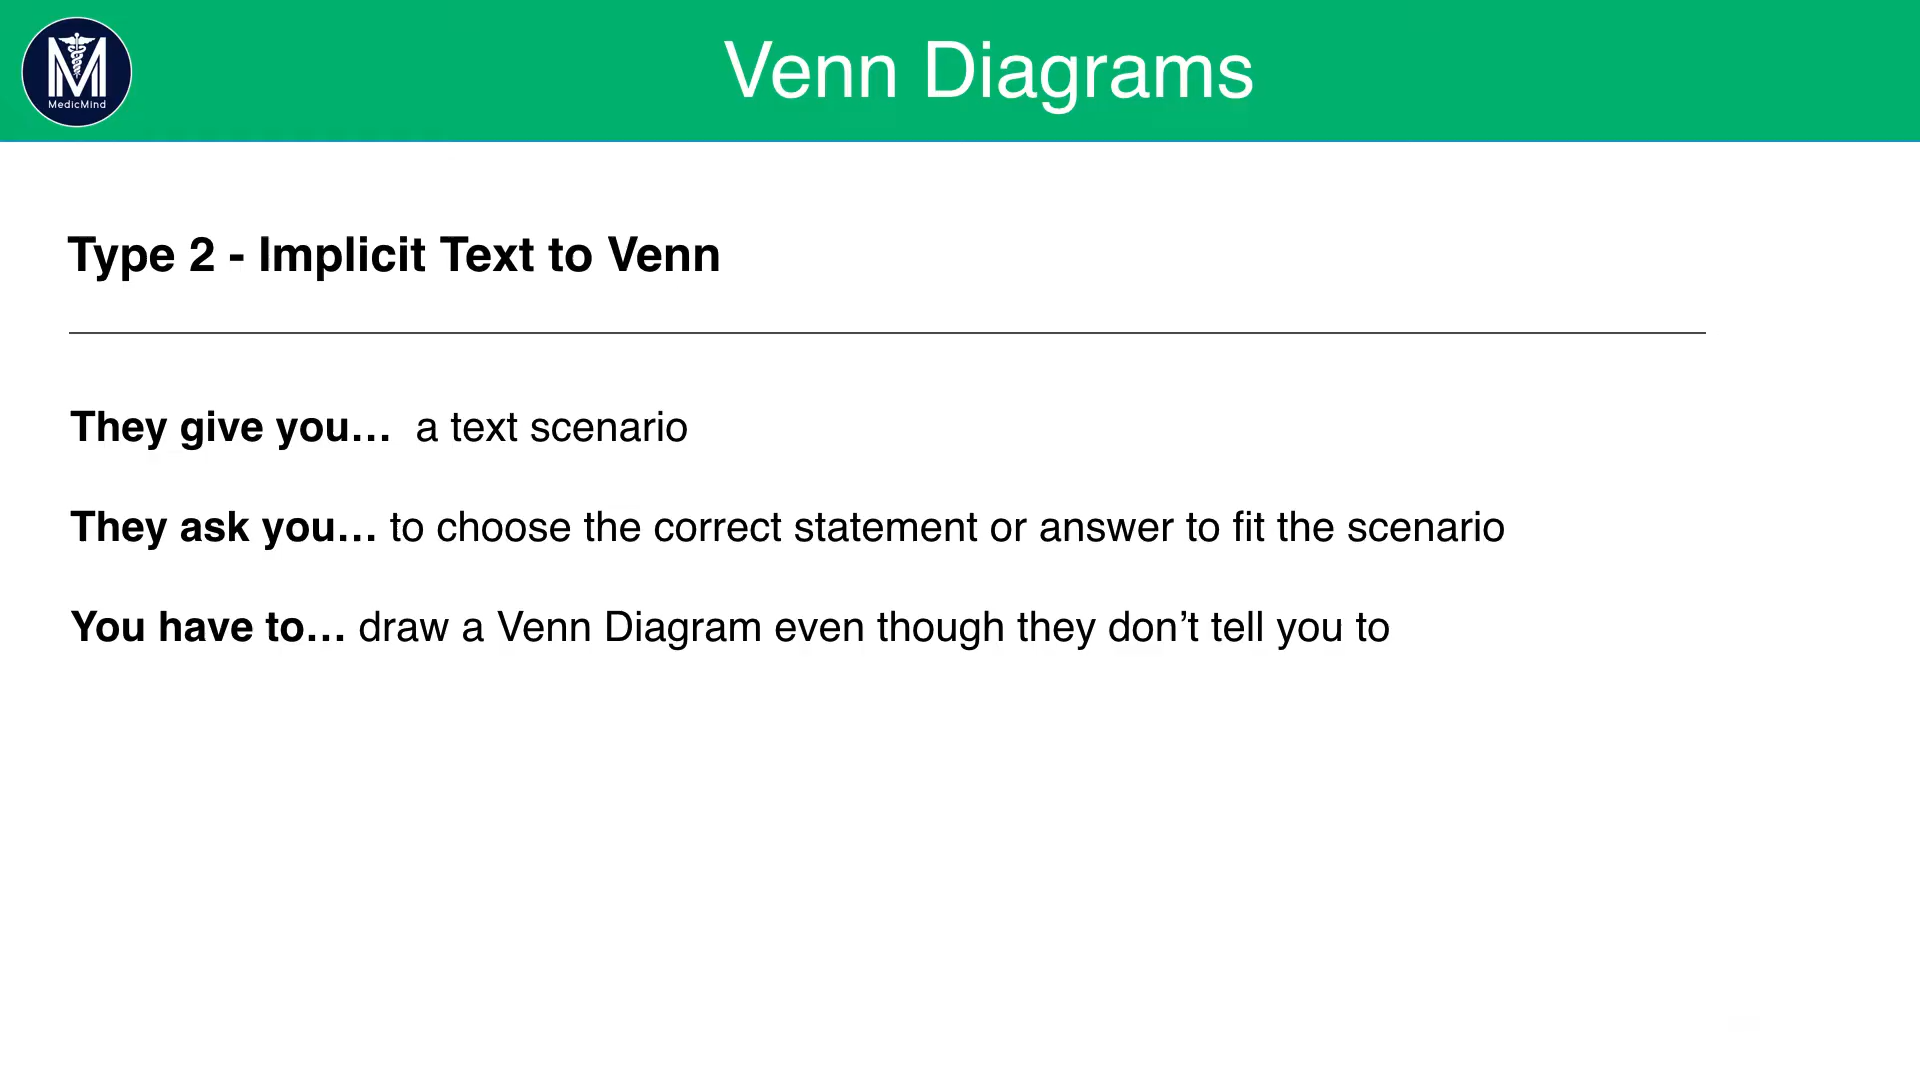 MedicMind
Venn Diagrams
Type 2 - Implicit Text to Venn
They give you… a text scenario
They ask you… to choose the correct statement or answer to fit the scenario
You have to… draw a Venn Diagram even though they don’t tell you to